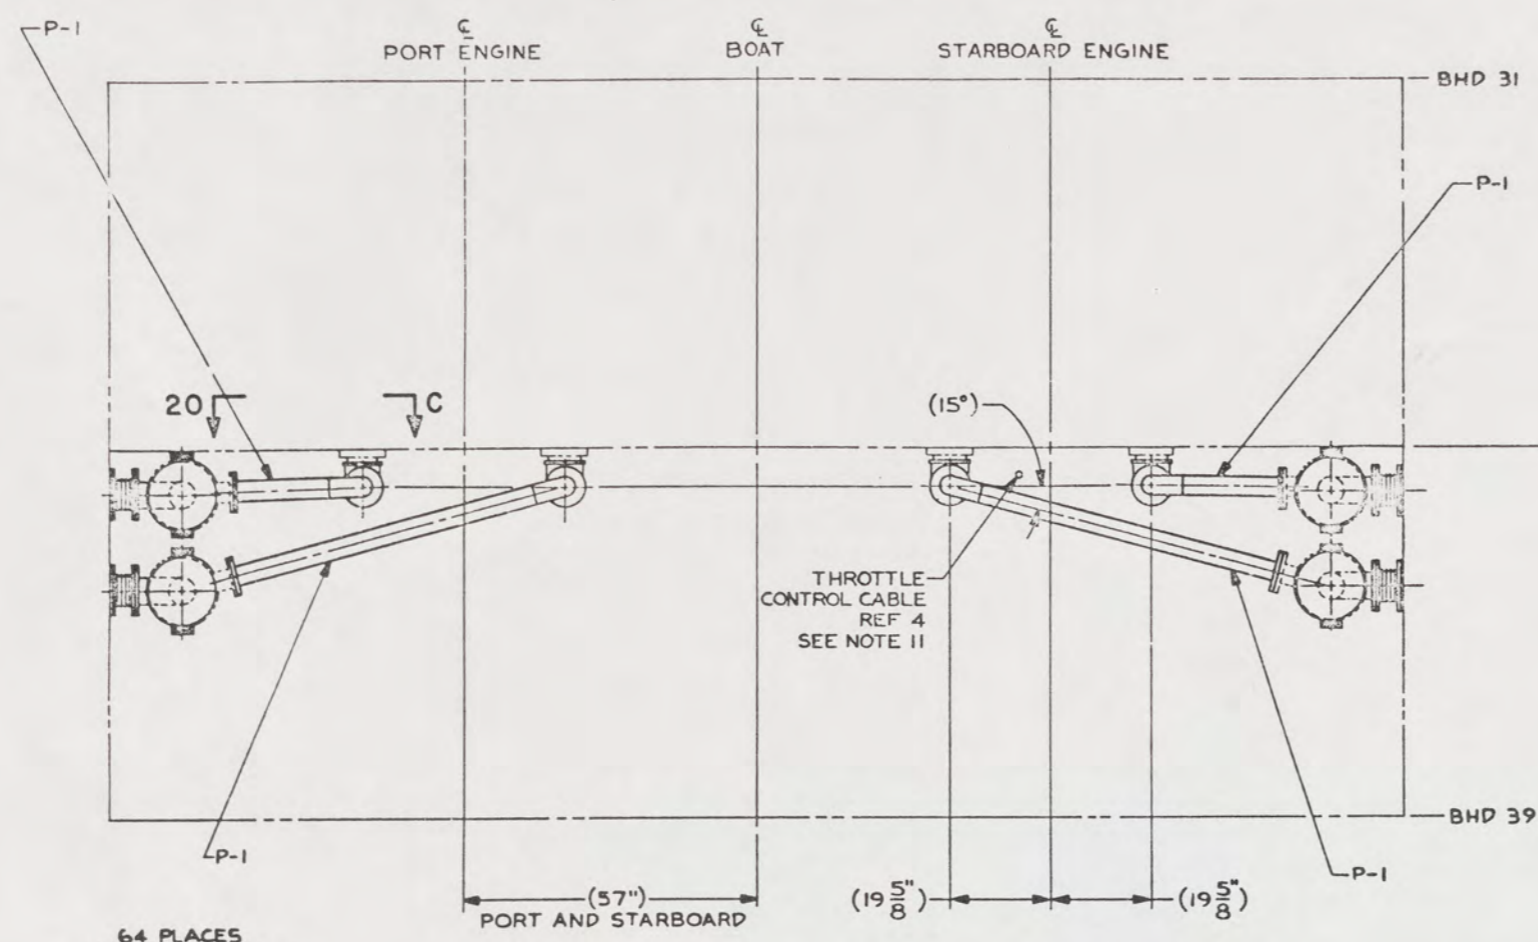 P-1
℄
PORT ENGINE
℄
BOAT
℄
STARBOARD ENGINE
BHD 31
P-1
20
C
(15°)
THROTTLE
CONTROL CABLE
REF 4
SEE NOTE 11
BHD 39
P-1
P-1
(57")
PORT AND STARBOARD
(19 5/8")
(19 5/8")
64 PLACES